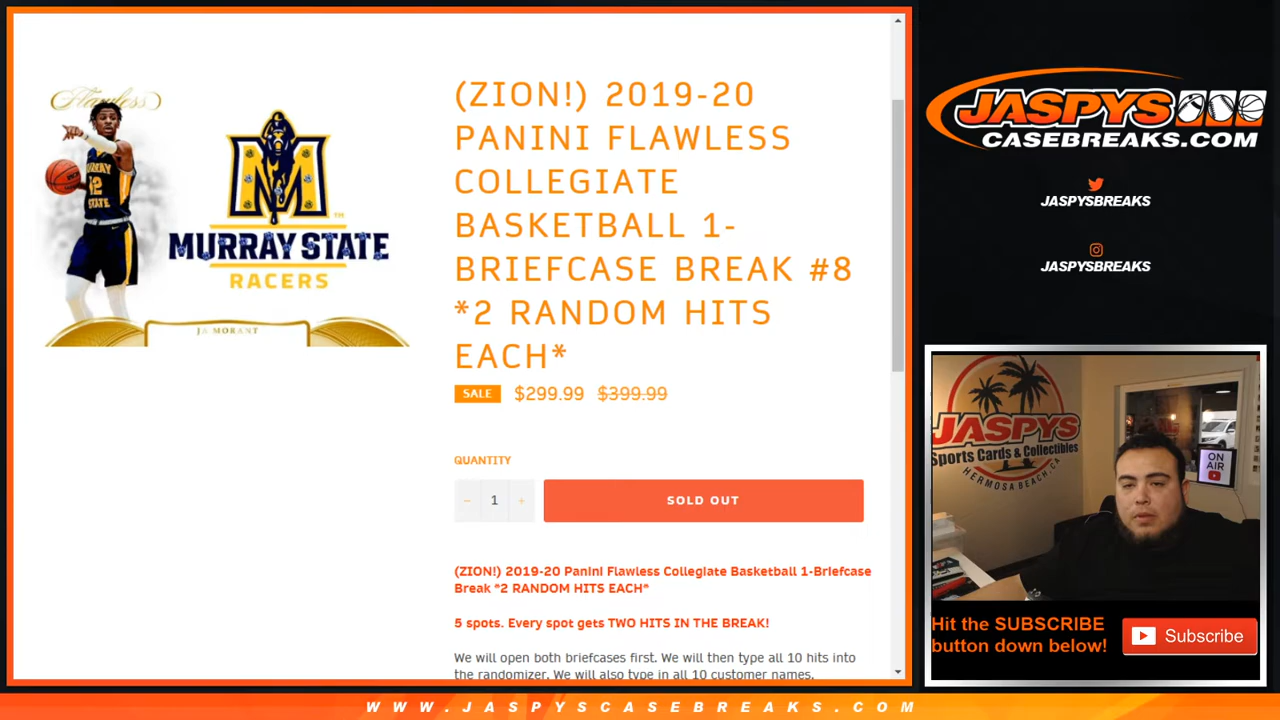 Flawless
MURRAY
12
STATE
M
TM
MURRAY STATE
RACERS
JA MORANT
(ZION!) 2019-20
PANINI FLAWLESS
COLLEGIATE
BASKETBALL 1-
BRIEFCASE BREAK #8
*2 RANDOM HITS
EACH*
SALE $299.99 $399.99
QUANTITY
− 1 +
SOLD OUT
(ZION!) 2019-20 Panini Flawless Collegiate Basketball 1-Briefcase
Break *2 RANDOM HITS EACH*
5 spots. Every spot gets TWO HITS IN THE BREAK!
We will open both briefcases first. We will then type all 10 hits into
the randomizer. We will also type in all 10 customer names.
JASPYS
CASEBREAKS.COM
JASPYSBREAKS
JASPYSBREAKS
JASPYS
Sports Cards & Collectibles
HERMOSA BEACH, CA
ON
AIR
Hit the SUBSCRIBE
button down below!
Subscribe
WWW.JASPYSCASEBREAKS.COM